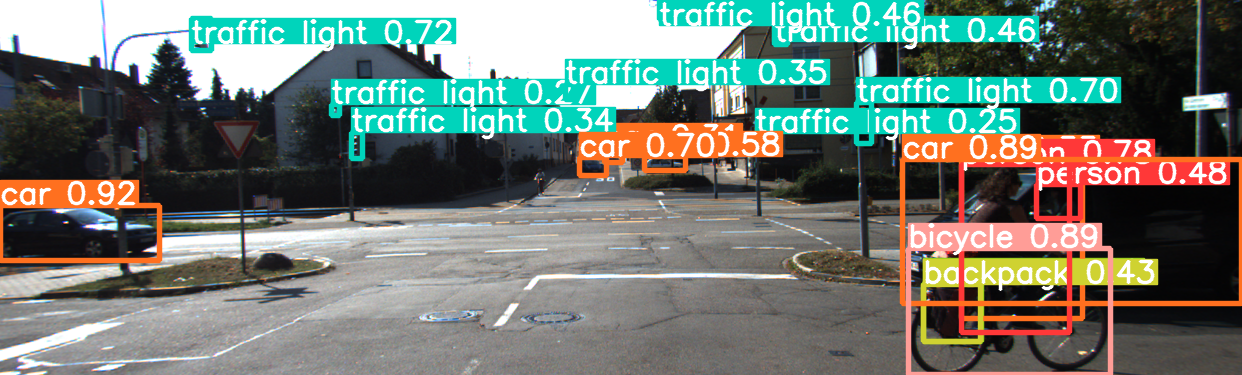 traffic light 0.46
traffic light 0.72
traffic light 0.46
traffic light 0.35
traffic light 0.27
traffic light 0.70
traffic light 0.34
traffic light 0.25
car 0.70
0.58
car 0.89
0.78
person 0.48
car 0.92
bicycle 0.89
backpack 0.43